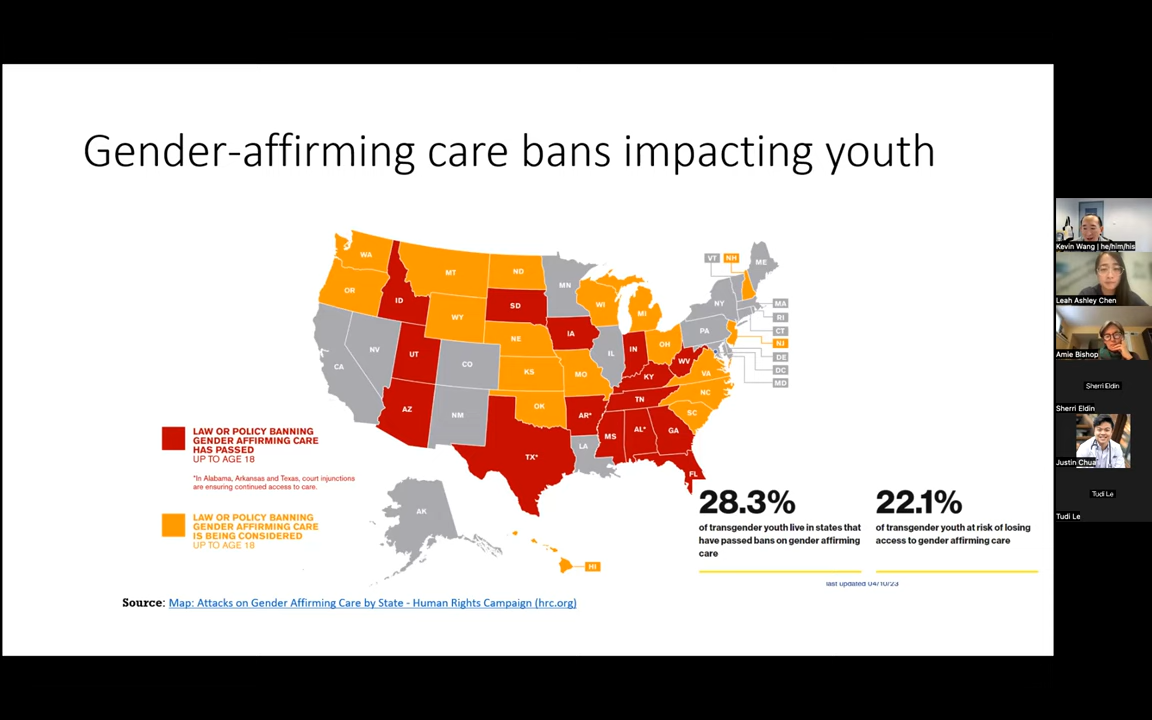 Gender-affirming care bans impacting youth
WA
OR
ID
MT
ND
SD
WY
NE
NV
UT
CO
CA
AZ
NM
KS
OK
TX*
MN
IA
MO
AR*
LA
WI
IL
MI
IN
OH
KY
TN
MS
AL*
GA
FL
SC
NC
VA
WV
PA
NY
ME
VT
NH
MA
RI
CT
NJ
DE
DC
MD
AK
HI
LAW OR POLICY BANNING
GENDER AFFIRMING CARE
HAS PASSED
UP TO AGE 18
*In Alabama, Arkansas and Texas, court injunctions
are ensuring continued access to care.
LAW OR POLICY BANNING
GENDER AFFIRMING CARE
IS BEING CONSIDERED
UP TO AGE 18
28.3%
of transgender youth live in states that
have passed bans on gender affirming
care
22.1%
of transgender youth at risk of losing
access to gender affirming care
last updated 04/10/23
Source: Map: Attacks on Gender Affirming Care by State - Human Rights Campaign (hrc.org)
Kevin Wang | he/him/his
Leah Ashley Chen
Amie Bishop
Sherri Eldin
Sherri Eldin
Justin Chua
Tudi Le
Tudi Le